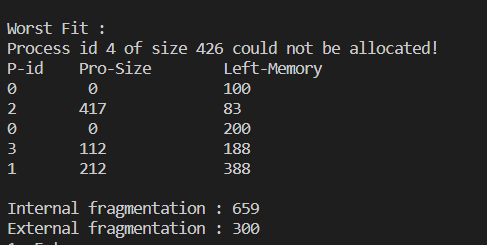 Worst Fit :
Process id 4 of size 426 could not be allocated!
P-id Pro-Size Left-Memory
0 0 100
2 417 83
0 0 200
3 112 188
1 212 388
Internal fragmentation : 659
External fragmentation : 300